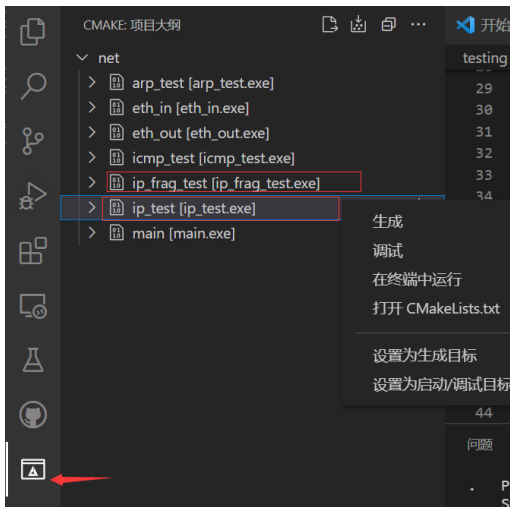 CMAKE: 项目大纲
开始
net
testing
arp_test [arp_test.exe]
29
eth_in [eth_in.exe]
30
eth_out [eth_out.exe]
31
icmp_test [icmp_test.exe]
32
ip_frag_test [ip_frag_test.exe]
33
ip_test [ip_test.exe]
34
main [main.exe]
生成
调试
在终端中运行
打开 CMakeLists.txt
设置为生成目标
设置为启动/调试目标
44
问题